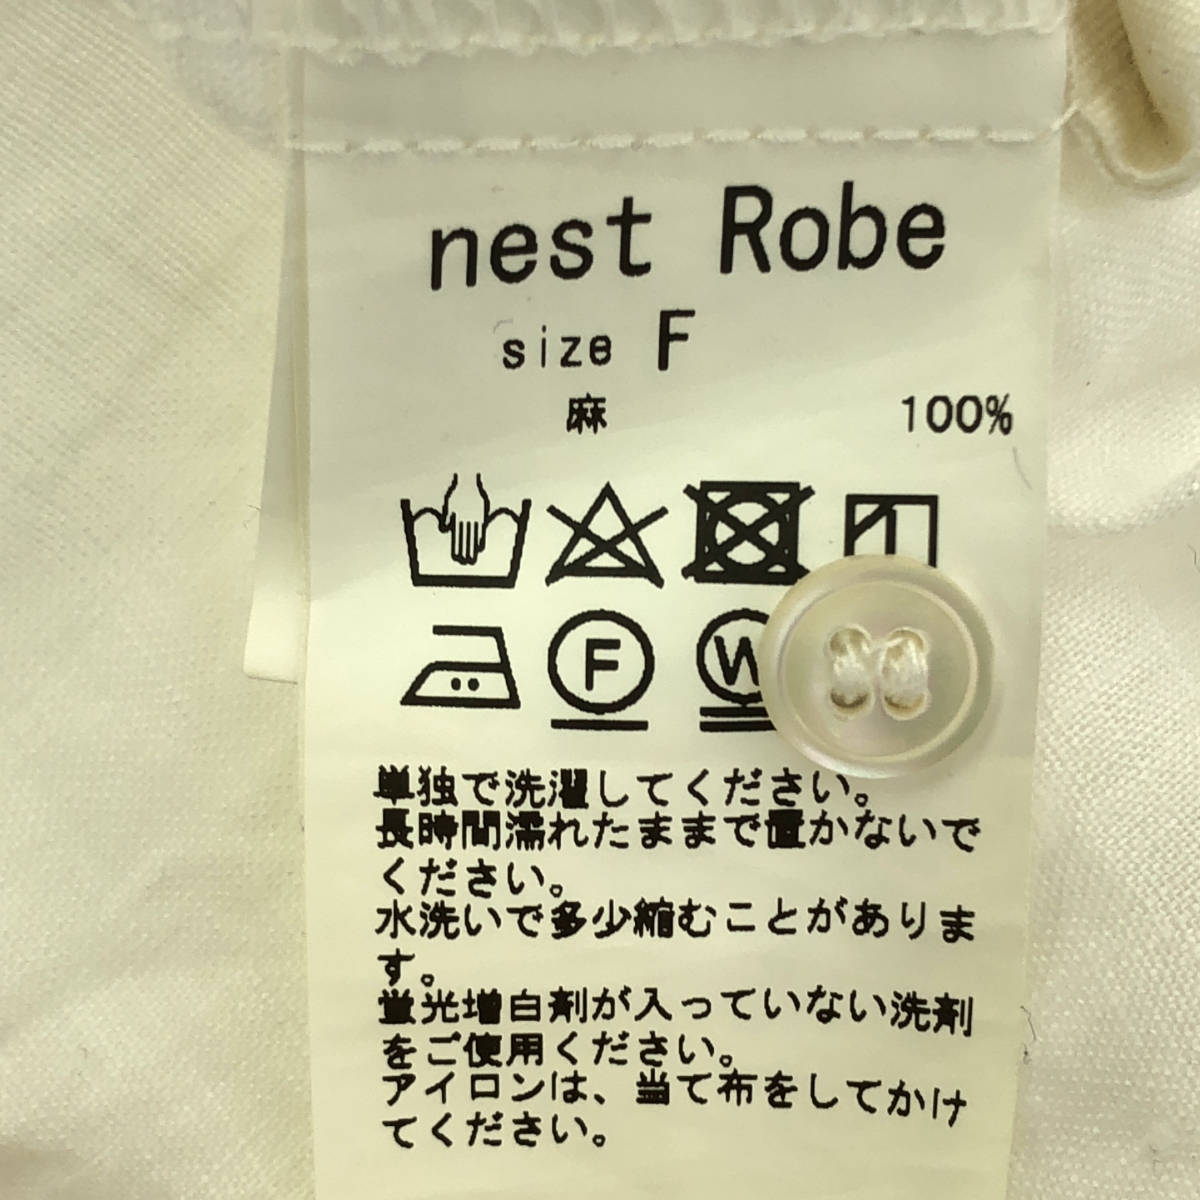 nest Robe
size F
麻 100%
F W
単独で洗濯してください。
長時間濡れたままで置かないで
ください。
水洗いで多少縮むことがありま
す。
蛍光増白剤が入っていない洗剤
をご使用ください。
アイロンは、当て布をしてかけ
てください。